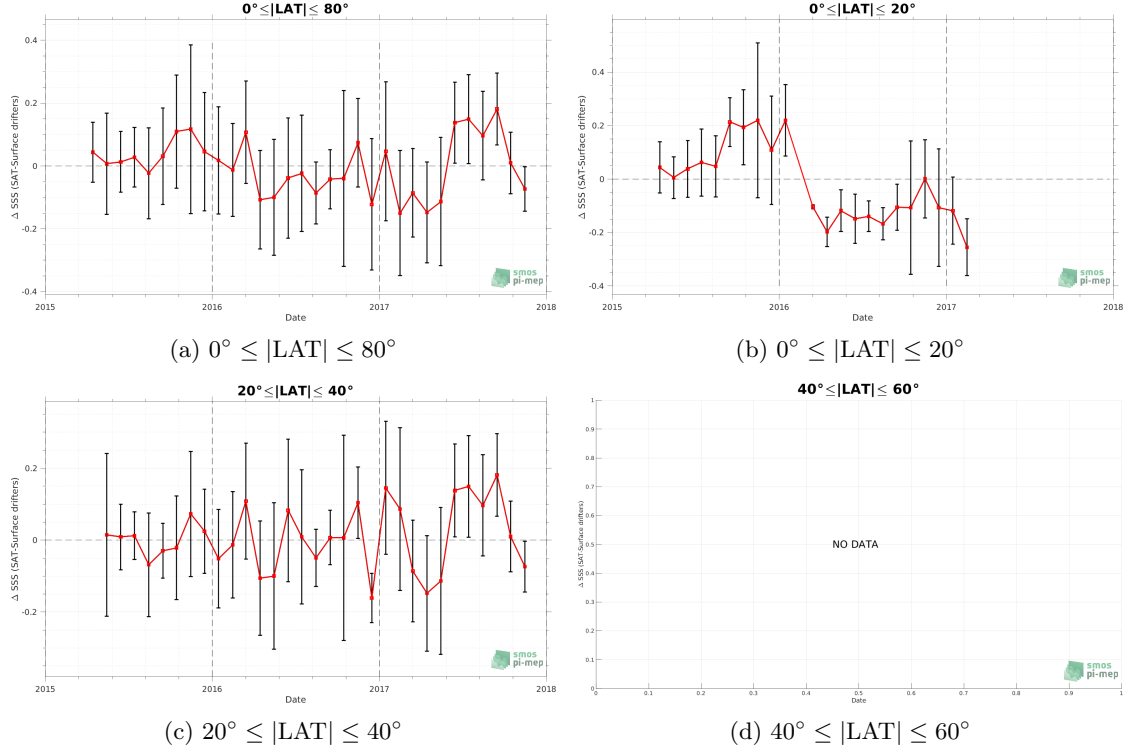 0°≤|LAT|≤ 80°
Δ SSS (SAT-Surface drifters)
0.4
0.2
0
-0.2
-0.4
2015
2016
2017
2018
Date
smos
pi-mep
(a) 0° ≤ |LAT| ≤ 80°
0°≤|LAT|≤ 20°
Δ SSS (SAT-Surface drifters)
0.4
0.2
0
-0.2
-0.4
2015
2016
2017
2018
Date
smos
pi-mep
(b) 0° ≤ |LAT| ≤ 20°
20°≤|LAT|≤ 40°
Δ SSS (SAT-Surface drifters)
0.2
0
-0.2
2015
2016
2017
2018
Date
smos
pi-mep
(c) 20° ≤ |LAT| ≤ 40°
40°≤|LAT|≤ 60°
Δ SSS (SAT-Surface drifters)
1
0.9
0.8
0.7
0.6
0.5
0.4
0.3
0.2
0.1
0
NO DATA
0
0.1
0.2
0.3
0.4
0.5
0.6
0.7
0.8
0.9
1
Date
smos
pi-mep
(d) 40° ≤ |LAT| ≤ 60°